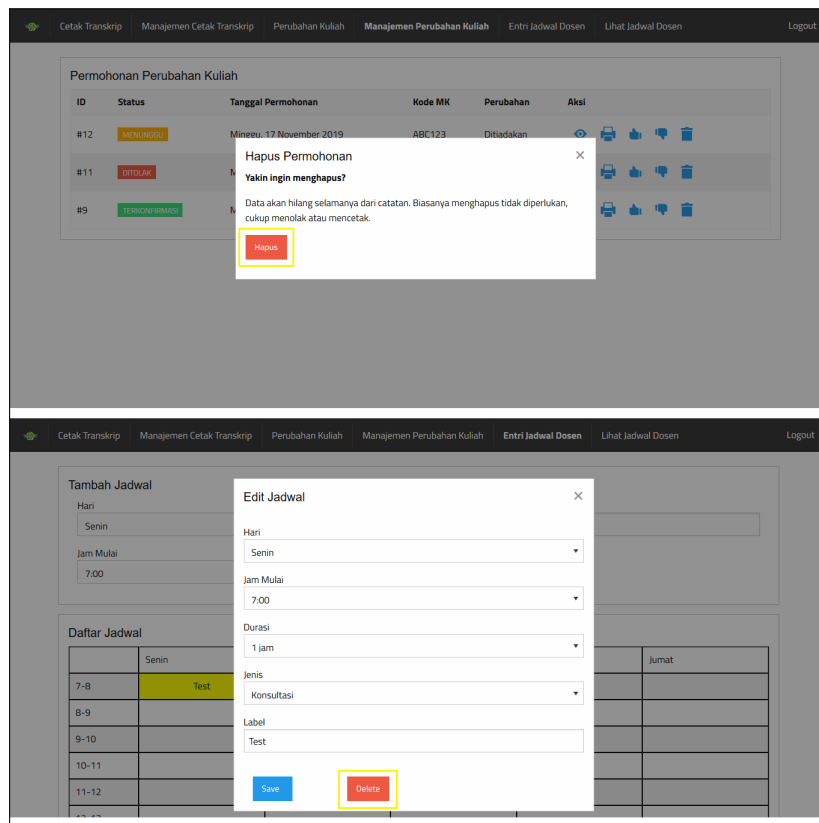 Cetak Transkrip Manajemen Cetak Transkrip Perubahan Kuliah Manajemen Perubahan Kuliah Entri Jadwal Dosen Lihat Jadwal Dosen Logout
Permohonan Perubahan Kuliah
ID Status Tanggal Permohonan Kode MK Perubahan Aksi
#12 MENUNGGU Minggu, 17 November 2019 ABC123 Ditiadakan
Hapus Permohonan ×
#11 DITOLAK M
Yakin ingin menghapus?
#9 TERKONFIRMASI M
Data akan hilang selamanya dari catatan. Biasanya menghapus tidak diperlukan,
cukup menolak atau mencetak.
Hapus
Cetak Transkrip Manajemen Cetak Transkrip Perubahan Kuliah Manajemen Perubahan Kuliah Entri Jadwal Dosen Lihat Jadwal Dosen Logout
Tambah Jadwal
Hari
Senin
Jam Mulai
7:00
Edit Jadwal ×
Hari
Senin
Jam Mulai
7:00
Durasi
1 jam
Jenis
Konsultasi
Label
Test
Save Delete
Daftar Jadwal
Senin Jumat
7-8 Test
8-9
9-10
10-11
11-12